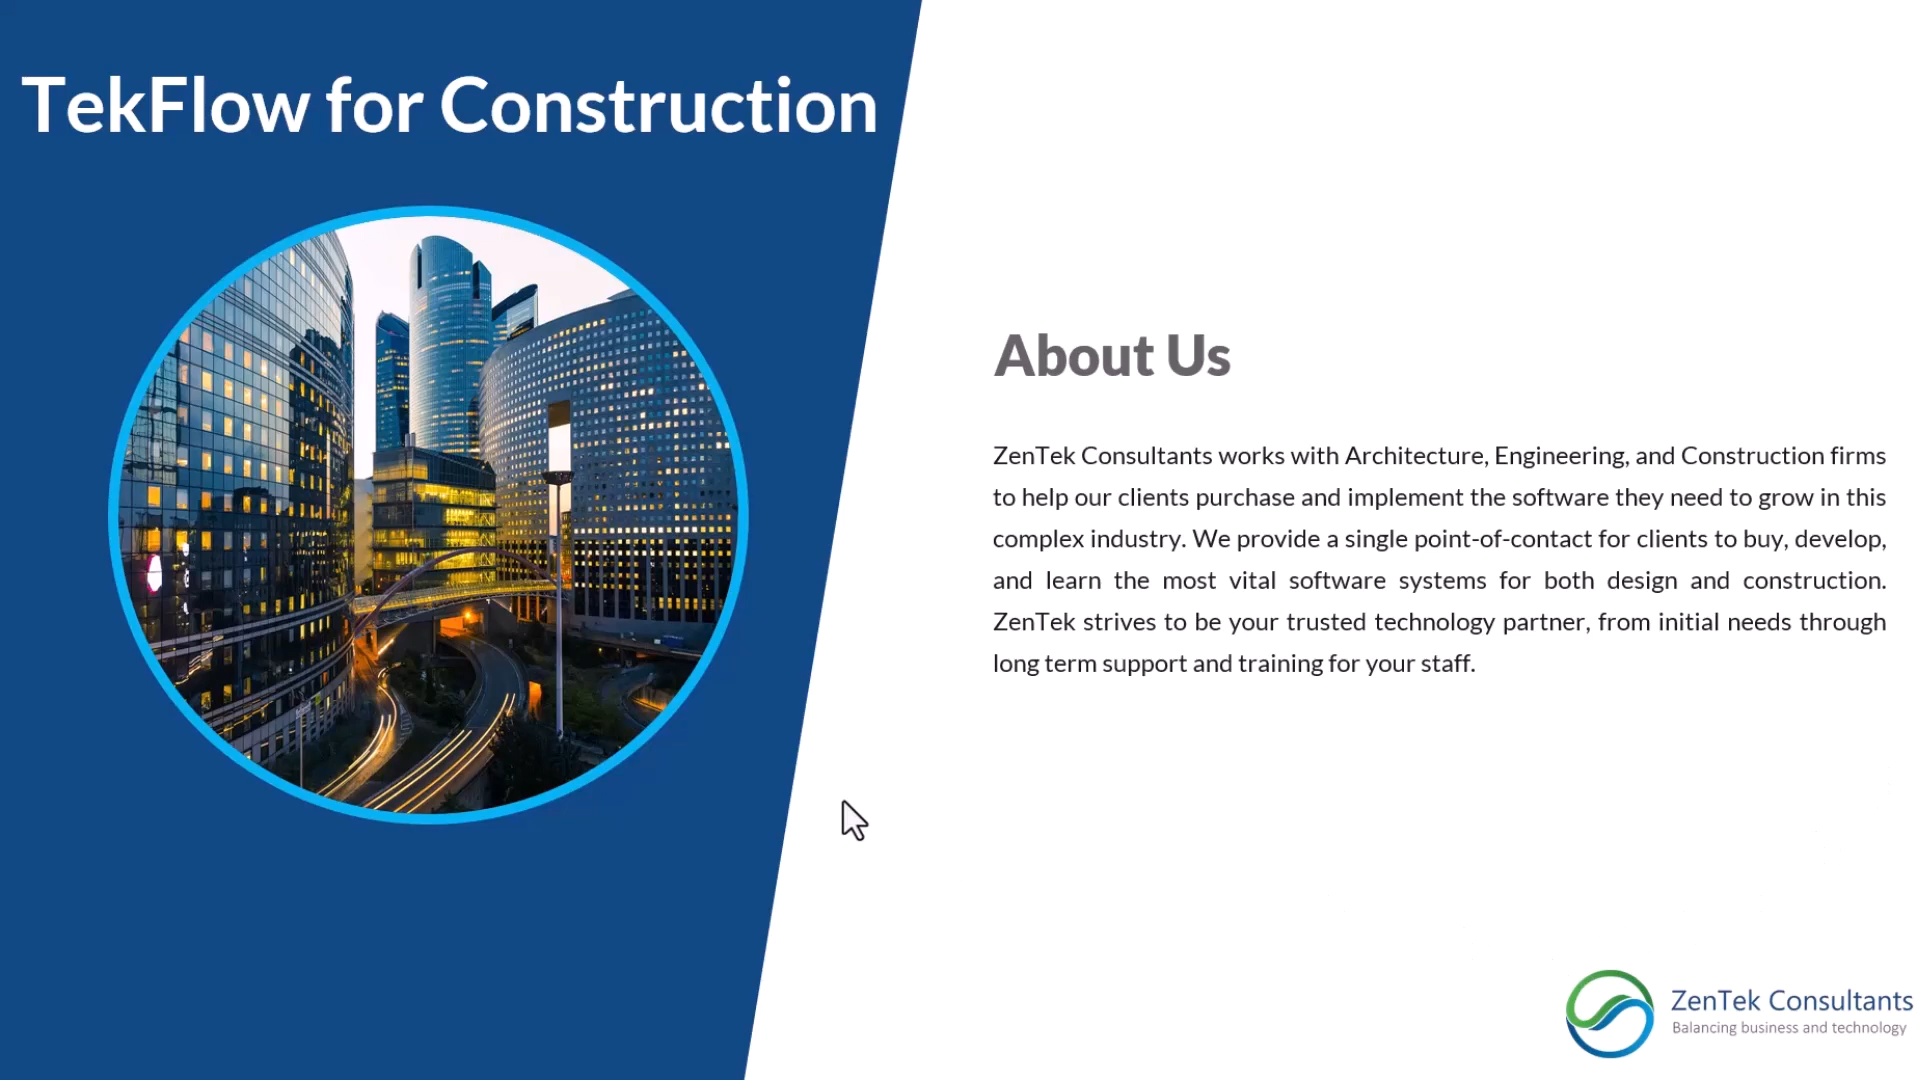 TekFlow for Construction
About Us
ZenTek Consultants works with Architecture, Engineering, and Construction firms
to help our clients purchase and implement the software they need to grow in this
complex industry. We provide a single point-of-contact for clients to buy, develop,
and learn the most vital software systems for both design and construction.
ZenTek strives to be your trusted technology partner, from initial needs through
long term support and training for your staff.
ZenTek Consultants
Balancing business and technology